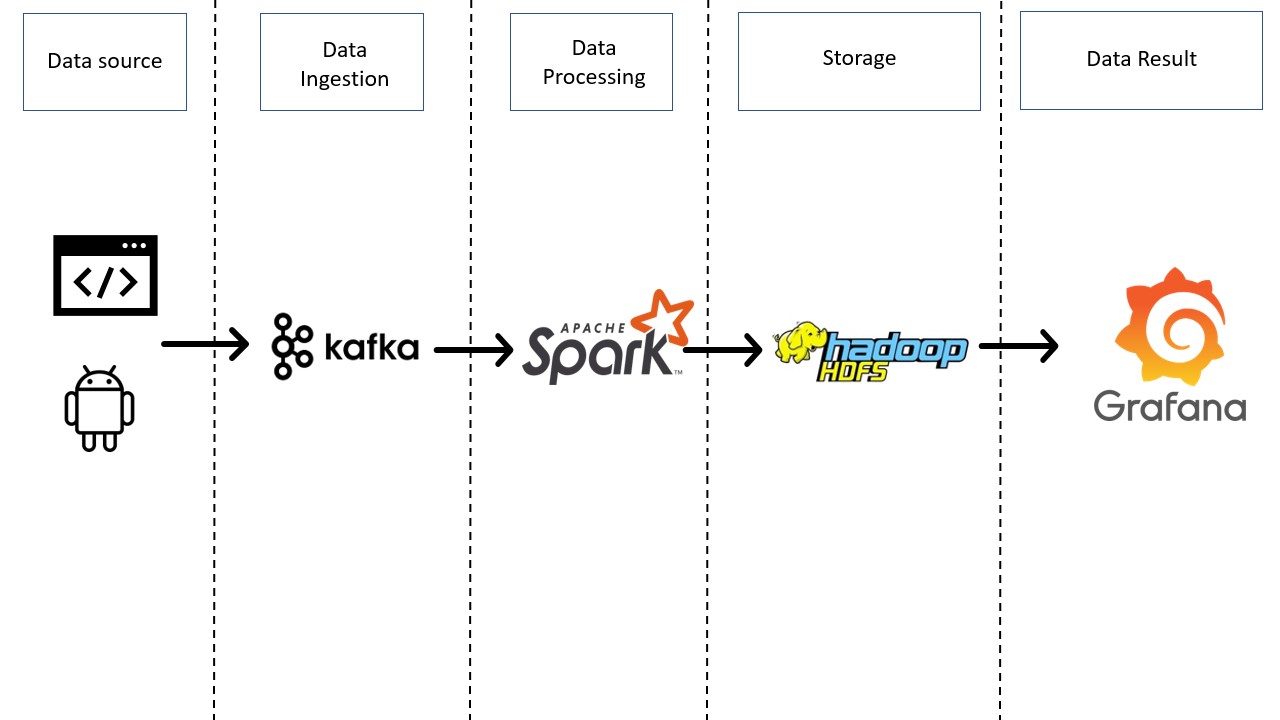 Data source
Data
Ingestion
Data
Processing
Storage
Data Result
</>
kafka
APACHE
Spark™
hadoop
HDFS
Grafana